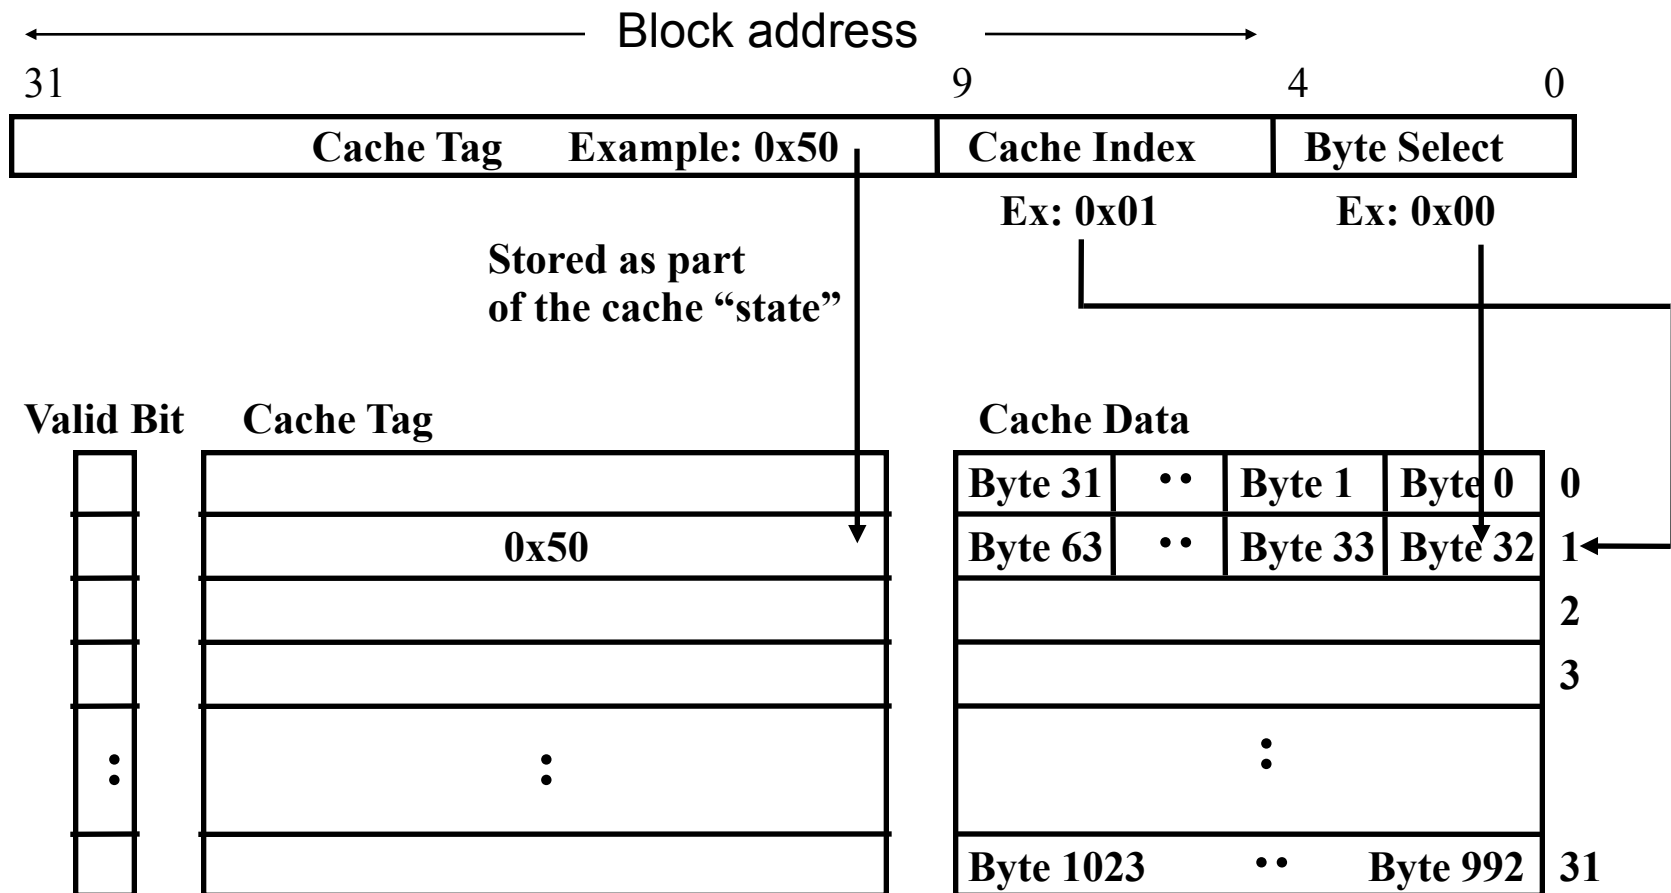 Block address
31 9 4 0
Cache Tag Example: 0x50 Cache Index Byte Select
Ex: 0x01 Ex: 0x00
Stored as part
of the cache “state”
Valid Bit Cache Tag Cache Data
Byte 31 ·· Byte 1 Byte 0 0
0x50 Byte 63 ·· Byte 33 Byte 32 1
2
3
: : :
Byte 1023 ·· Byte 992 31